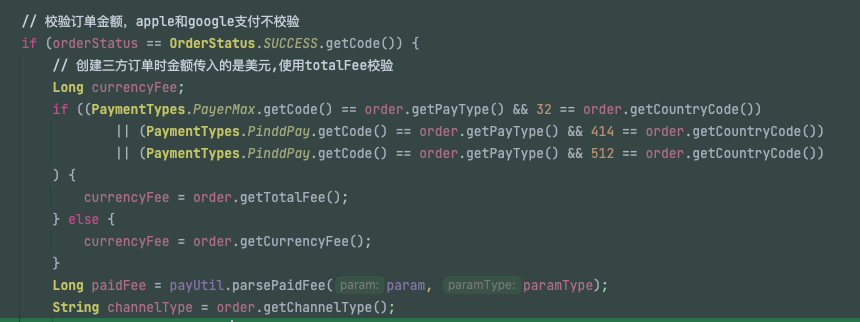 // 校验订单金额，apple和google支付不校验
if (orderStatus == OrderStatus.SUCCESS.getCode()) {
// 创建三方订单时金额传入的是美元,使用totalFee校验
Long currencyFee;
if ((PaymentTypes.PayerMax.getCode() == order.getPayType() && 32 == order.getCountryCode())
|| (PaymentTypes.PinddPay.getCode() == order.getPayType() && 414 == order.getCountryCode())
|| (PaymentTypes.PinddPay.getCode() == order.getPayType() && 512 == order.getCountryCode())
) {
currencyFee = order.getTotalFee();
} else {
currencyFee = order.getCurrencyFee();
}
Long paidFee = payUtil.parsePaidFee( param: param, paramType: paramType);
String channelType = order.getChannelType();